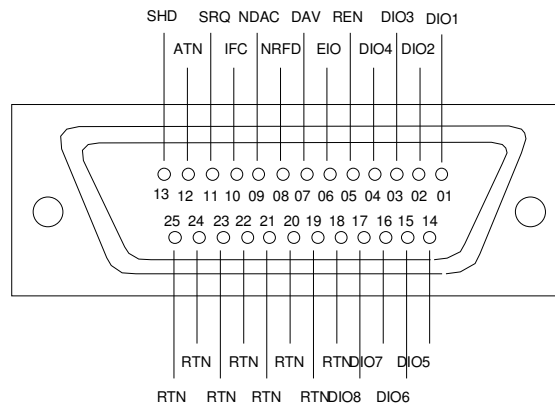 SHD SRQ NDAC DAV REN DIO3 DIO1
ATN IFC NRFD EIO DIO4 DIO2
13 12 11 10 09 08 07 06 05 04 03 02 01
25 24 23 22 21 20 19 18 17 16 15 14
RTN RTN RTN RTN DIO7 DIO5
RTN RTN RTN RTN DIO8 DIO6